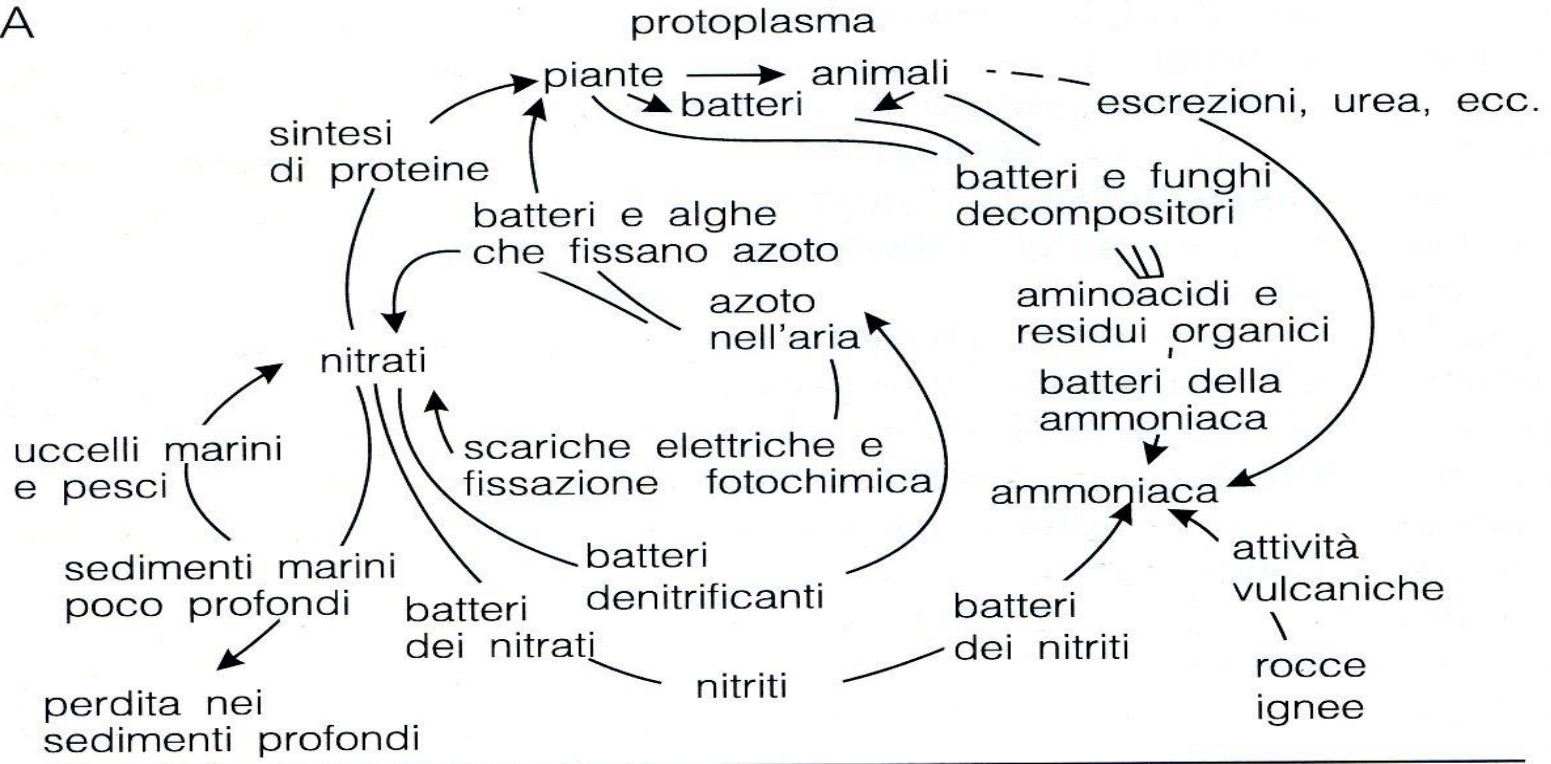 A
protoplasma
piante
animali
batteri
escrezioni, urea, ecc.
sintesi
di proteine
batteri e funghi
decompositori
batteri e alghe
che fissano azoto
azoto
nell'aria
aminoacidi e
residui organici
nitrati
batteri della
ammoniaca
uccelli marini
e pesci
scariche elettriche e
fissazione fotochimica
ammoniaca
sedimenti marini
poco profondi
batteri
denitrificanti
attività
vulcaniche
batteri
dei nitrati
batteri
dei nitriti
nitriti
rocce
ignee
perdita nei
sedimenti profondi